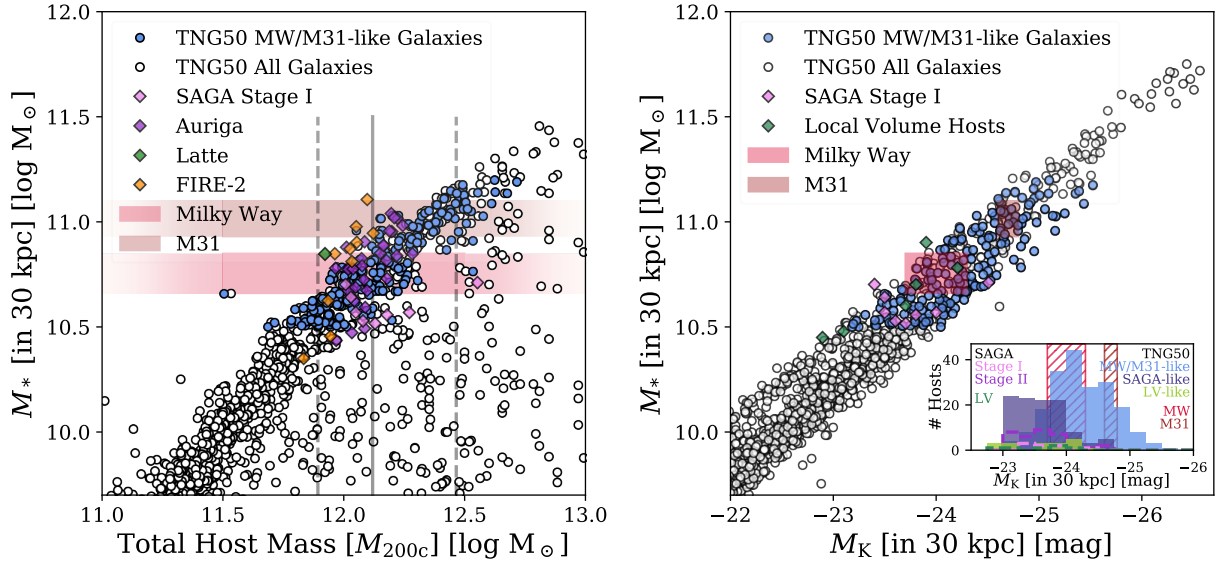 12.0
11.5
11.0
10.5
10.0
M* [in 30 kpc] [log M⊙]
TNG50 MW/M31-like Galaxies
TNG50 All Galaxies
SAGA Stage I
Auriga
Latte
FIRE-2
Milky Way
M31
11.0 11.5 12.0 12.5 13.0
Total Host Mass [M200c] [log M⊙]
12.0
11.5
11.0
10.5
10.0
M* [in 30 kpc] [log M⊙]
TNG50 MW/M31-like Galaxies
TNG50 All Galaxies
SAGA Stage I
Local Volume Hosts
Milky Way
M31
40
20
0
# Hosts
SAGA
Stage I
Stage II
LV
TNG50
MW/M31-like
SAGA-like
LV-like
MW
M31
−23 −24 −25 −26
MK [in 30 kpc] [mag]
−22 −23 −24 −25 −26
MK [in 30 kpc] [mag]